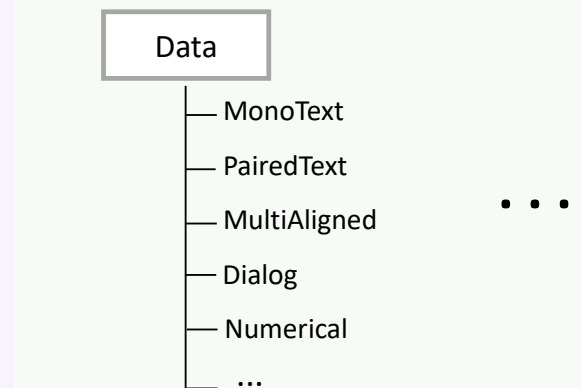 Data
MonoText
PairedText
MultiAligned
...
Dialog
Numerical
...